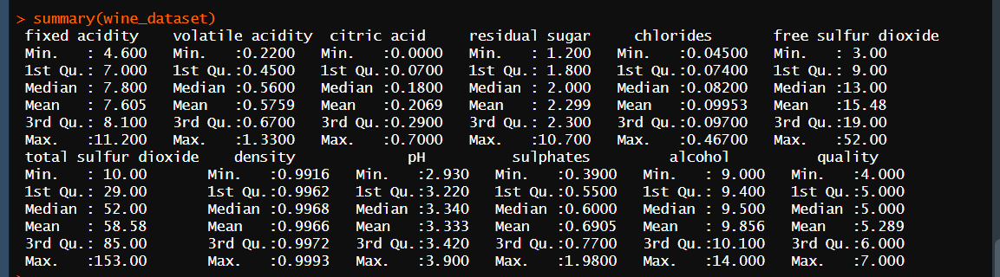 > summary(wine_dataset)
 fixed acidity    volatile acidity  citric acid     residual sugar     chlorides       free sulfur dioxide
 Min.   : 4.600   Min.   :0.2200   Min.   :0.0000   Min.   : 1.200   Min.   :0.04500   Min.   : 3.00
 1st Qu.: 7.000   1st Qu.:0.4500   1st Qu.:0.0700   1st Qu.: 1.800   1st Qu.:0.07400   1st Qu.: 9.00
 Median : 7.800   Median :0.5600   Median :0.1800   Median : 2.000   Median :0.08200   Median :13.00
 Mean   : 7.605   Mean   :0.5759   Mean   :0.2069   Mean   : 2.299   Mean   :0.09953   Mean   :15.48
 3rd Qu.: 8.100   3rd Qu.:0.6700   3rd Qu.:0.2900   3rd Qu.: 2.300   3rd Qu.:0.09700   3rd Qu.:19.00
 Max.   :11.200   Max.   :1.3300   Max.   :0.7000   Max.   :10.700   Max.   :0.46700   Max.   :52.00
 total sulfur dioxide    density             pH          sulphates         alcohol          quality
 Min.   : 10.00       Min.   :0.9916   Min.   :2.930   Min.   :0.3900   Min.   : 9.000   Min.   :4.000
 1st Qu.: 29.00       1st Qu.:0.9962   1st Qu.:3.220   1st Qu.:0.5500   1st Qu.: 9.400   1st Qu.:5.000
 Median : 52.00       Median :0.9968   Median :3.340   Median :0.6000   Median : 9.500   Median :5.000
 Mean   : 58.58       Mean   :0.9966   Mean   :3.333   Mean   :0.6905   Mean   : 9.856   Mean   :5.289
 3rd Qu.: 85.00       3rd Qu.:0.9972   3rd Qu.:3.420   3rd Qu.:0.7700   3rd Qu.:10.100   3rd Qu.:6.000
 Max.   :153.00       Max.   :0.9993   Max.   :3.900   Max.   :1.9800   Max.   :14.000   Max.   :7.000